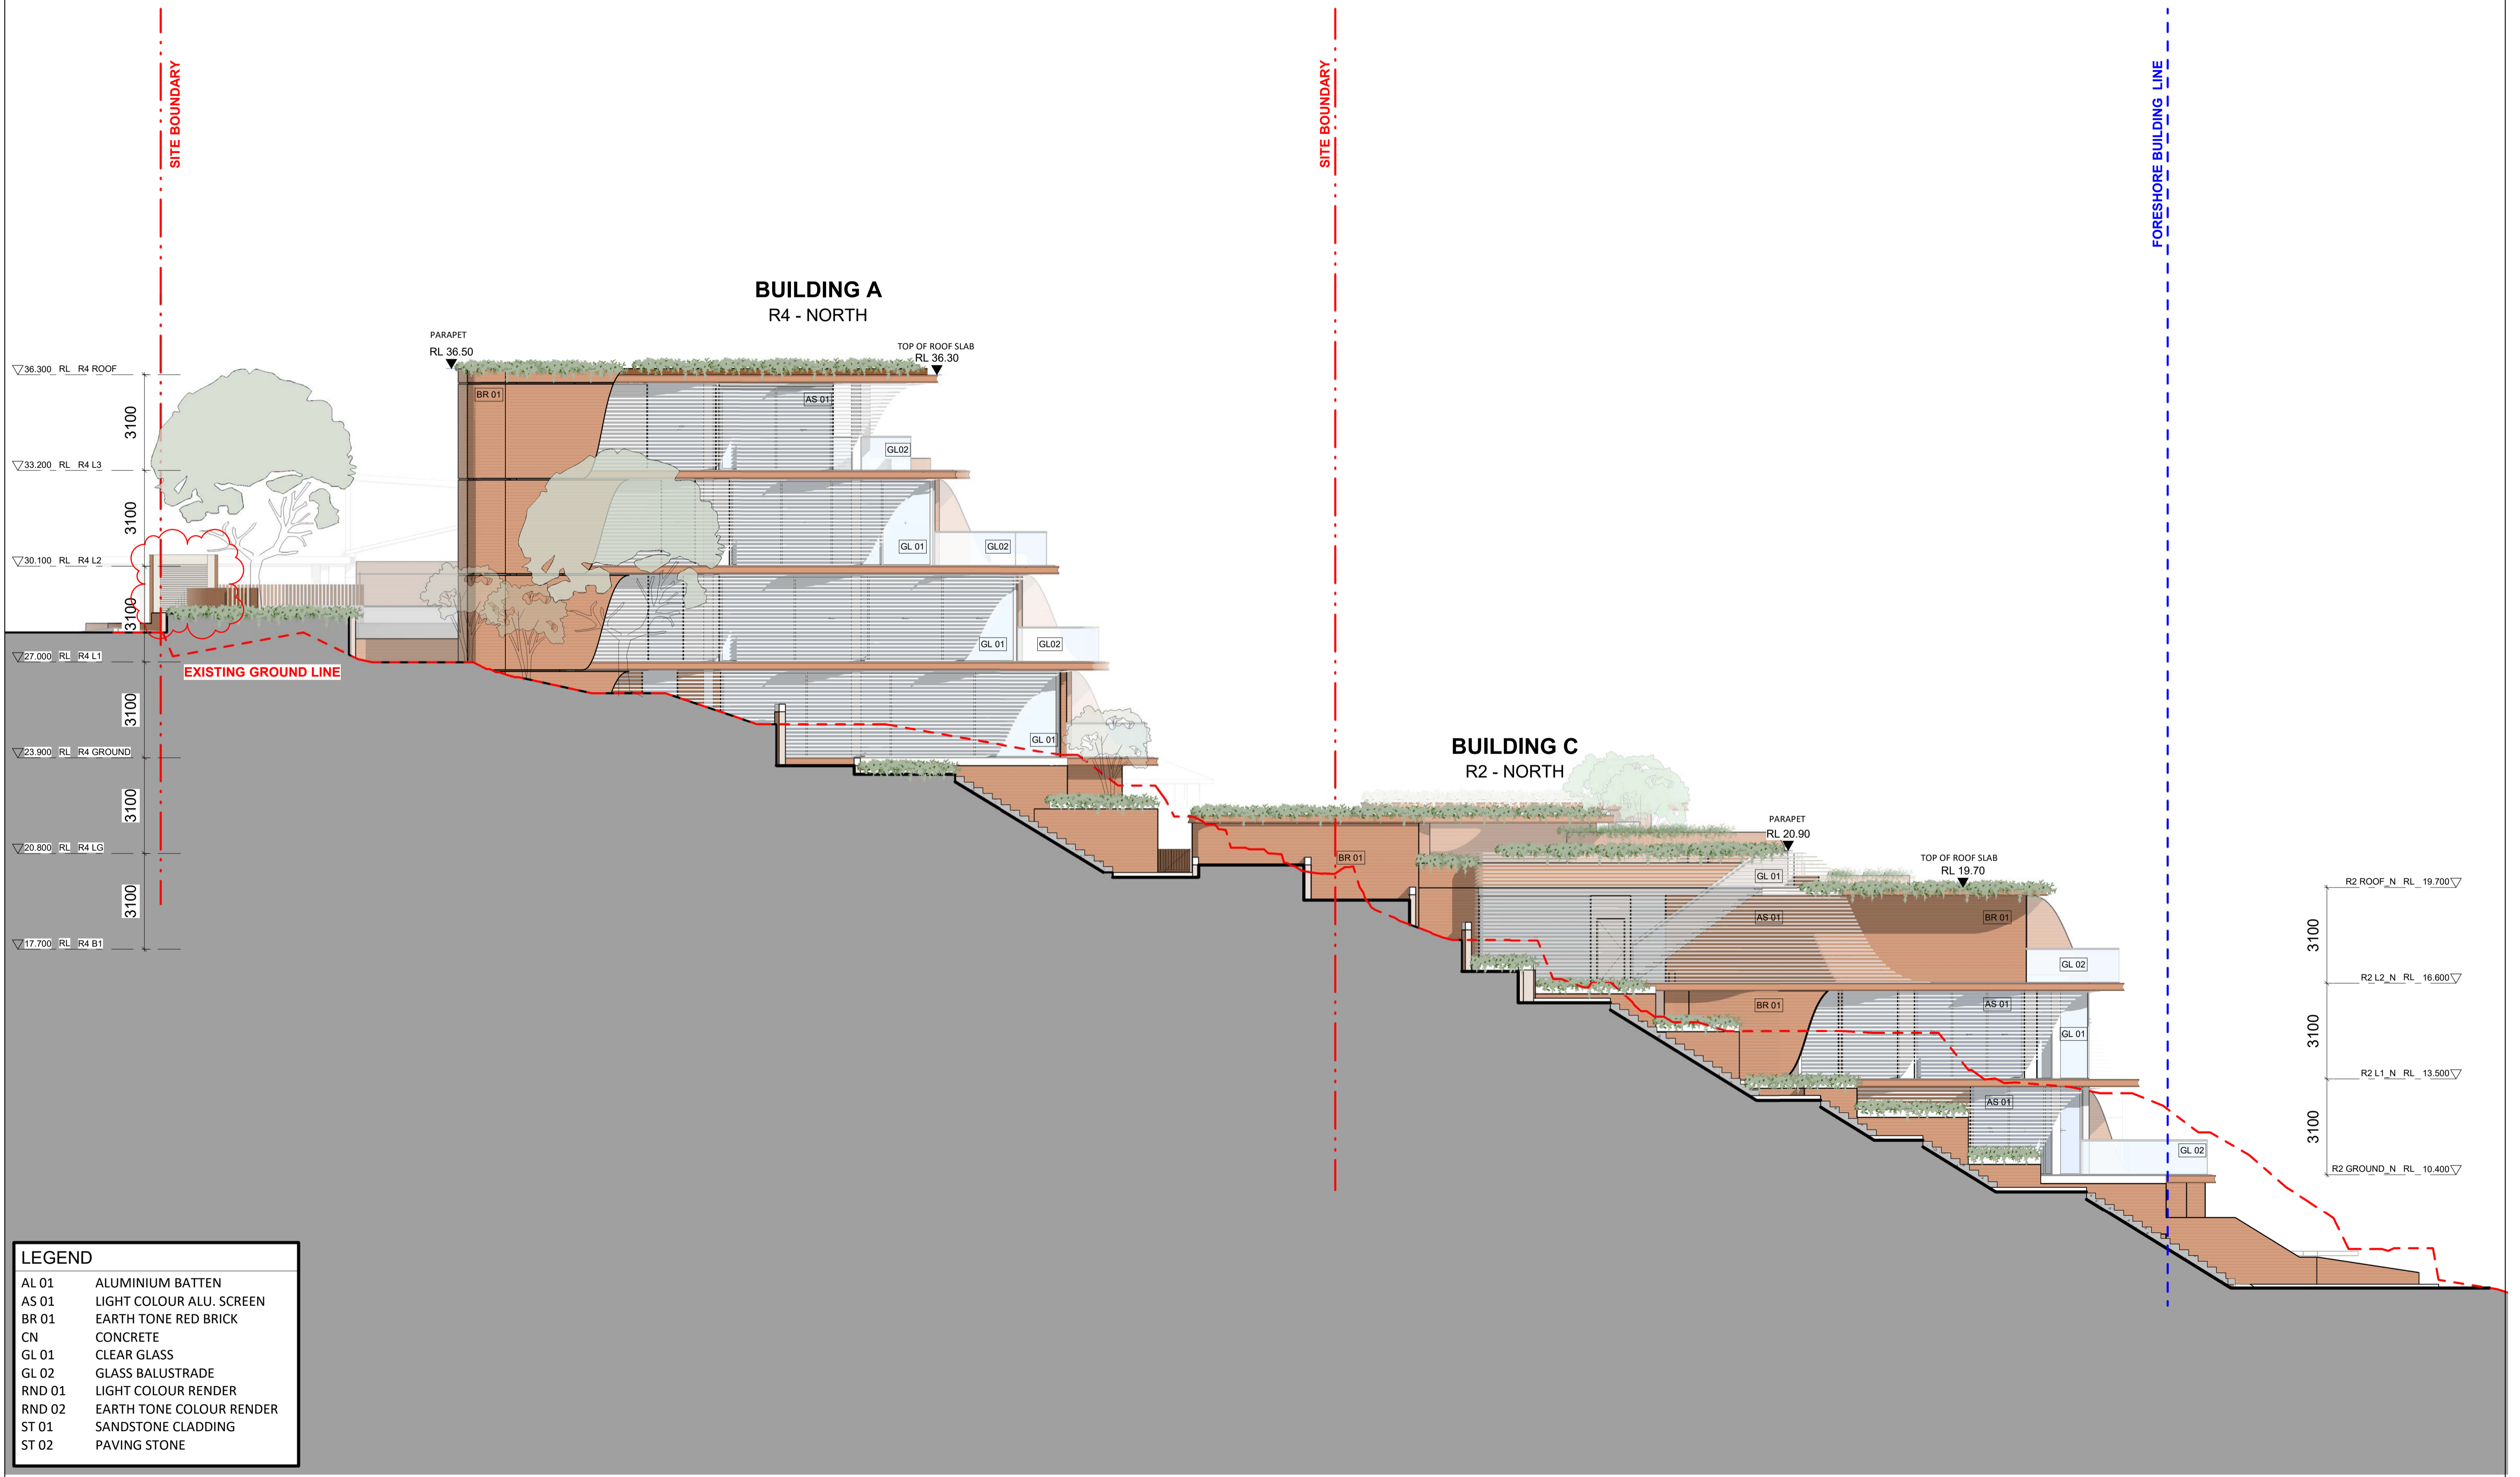 SITE BOUNDARY
SITE BOUNDARY
FORESHORE BUILDING LINE
BUILDING A
R4 - NORTH
PARAPET
RL 36.50
TOP OF ROOF SLAB
RL 36.30
36.300 RL R4 ROOF
3100
33.200 RL R4 L3
3100
30.100 RL R4 L2
3100
27.000 RL R4 L1
3100
23.900 RL R4 GROUND
3100
20.800 RL R4 LG
3100
17.700 RL R4 B1
EXISTING GROUND LINE
BR 01
AS 01
GL02
GL 01
GL02
GL 01
GL02
GL 01
BUILDING C
R2 - NORTH
PARAPET
RL 20.90
TOP OF ROOF SLAB
RL 19.70
BR 01
GL 01
AS 01
BR 01
GL 02
BR 01
AS 01
GL 01
AS 01
GL 02
R2 ROOF_N RL 19.700
3100
R2 L2_N RL 16.600
3100
R2 L1_N RL 13.500
3100
R2 GROUND_N RL 10.400
LEGEND
AL 01 ALUMINIUM BATTEN
AS 01 LIGHT COLOUR ALU. SCREEN
BR 01 EARTH TONE RED BRICK
CN CONCRETE
GL 01 CLEAR GLASS
GL 02 GLASS BALUSTRADE
RND 01 LIGHT COLOUR RENDER
RND 02 EARTH TONE COLOUR RENDER
ST 01 SANDSTONE CLADDING
ST 02 PAVING STONE